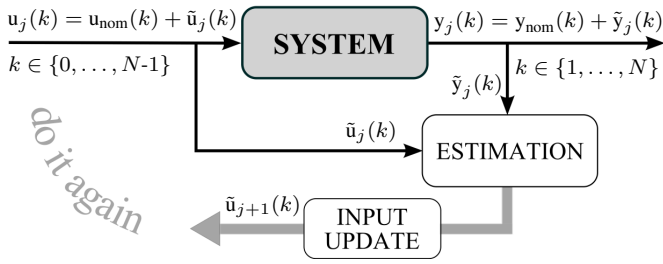 u_j(k) = u_nom(k) + ũ_j(k)
SYSTEM
y_j(k) = y_nom(k) + ỹ_j(k)
k ∈ {0, . . . , N-1}
k ∈ {1, . . . , N}
ỹ_j(k)
ũ_j(k)
ESTIMATION
do it again
ũ_{j+1}(k)
INPUT
UPDATE